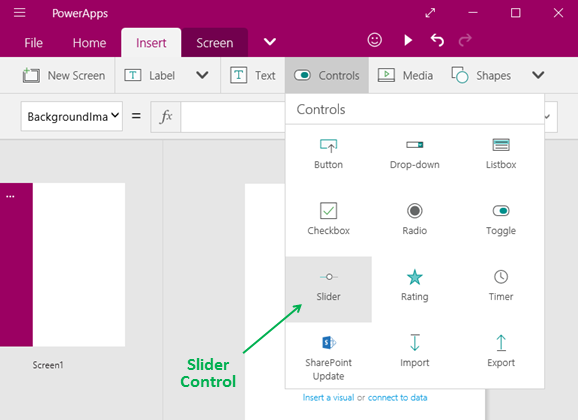 PowerApps
File Home Insert Screen
New Screen Label Text Controls Media Shapes
BackgroundIma = fx
Controls
Button Drop-down Listbox
Checkbox Radio Toggle
Slider Rating Timer
SharePoint Update Import Export
Screen1
Slider
Control
Insert a visual or connect to data